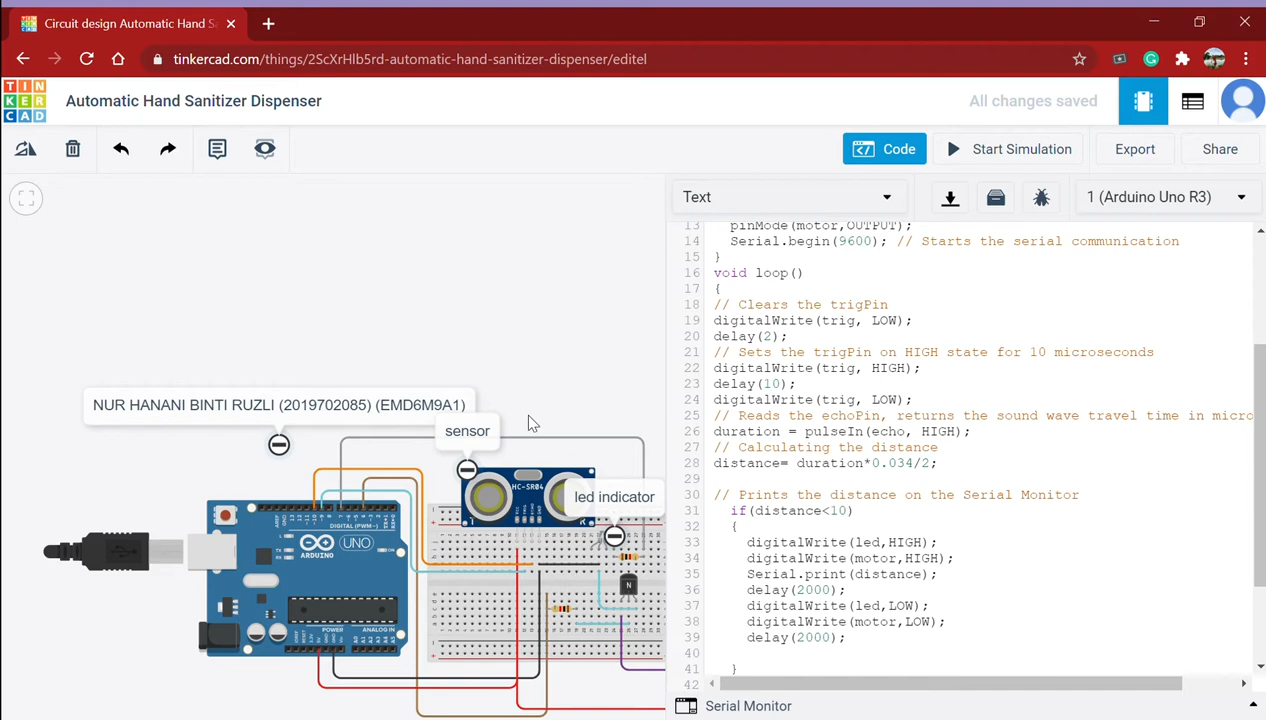 Circuit design Automatic Hand S
tinkercad.com/things/2ScXrHlb5rd-automatic-hand-sanitizer-dispenser/editel
TIN
KER
CAD
Automatic Hand Sanitizer Dispenser
All changes saved
Code
Start Simulation
Export
Share
Text
1 (Arduino Uno R3)
13 pinMode(motor,OUTPUT);
14 Serial.begin(9600); // Starts the serial communication
15 }
16 void loop()
17 {
18 // Clears the trigPin
19 digitalWrite(trig, LOW);
20 delay(2);
21 // Sets the trigPin on HIGH state for 10 microseconds
22 digitalWrite(trig, HIGH);
23 delay(10);
24 digitalWrite(trig, LOW);
25 // Reads the echoPin, returns the sound wave travel time in micro
26 duration = pulseIn(echo, HIGH);
27 // Calculating the distance
28 distance= duration*0.034/2;
29
30 // Prints the distance on the Serial Monitor
31 if(distance<10)
32 {
33 digitalWrite(led,HIGH);
34 digitalWrite(motor,HIGH);
35 Serial.print(distance);
36 delay(2000);
37 digitalWrite(led,LOW);
38 digitalWrite(motor,LOW);
39 delay(2000);
40
41 }
42
NUR HANANI BINTI RUZLI (2019702085) (EMD6M9A1)
sensor
led indicator
HC-SR04
DIGITAL (PWM~)
UNO
ARDUINO
ON
POWER
ANALOG IN
N
Serial Monitor